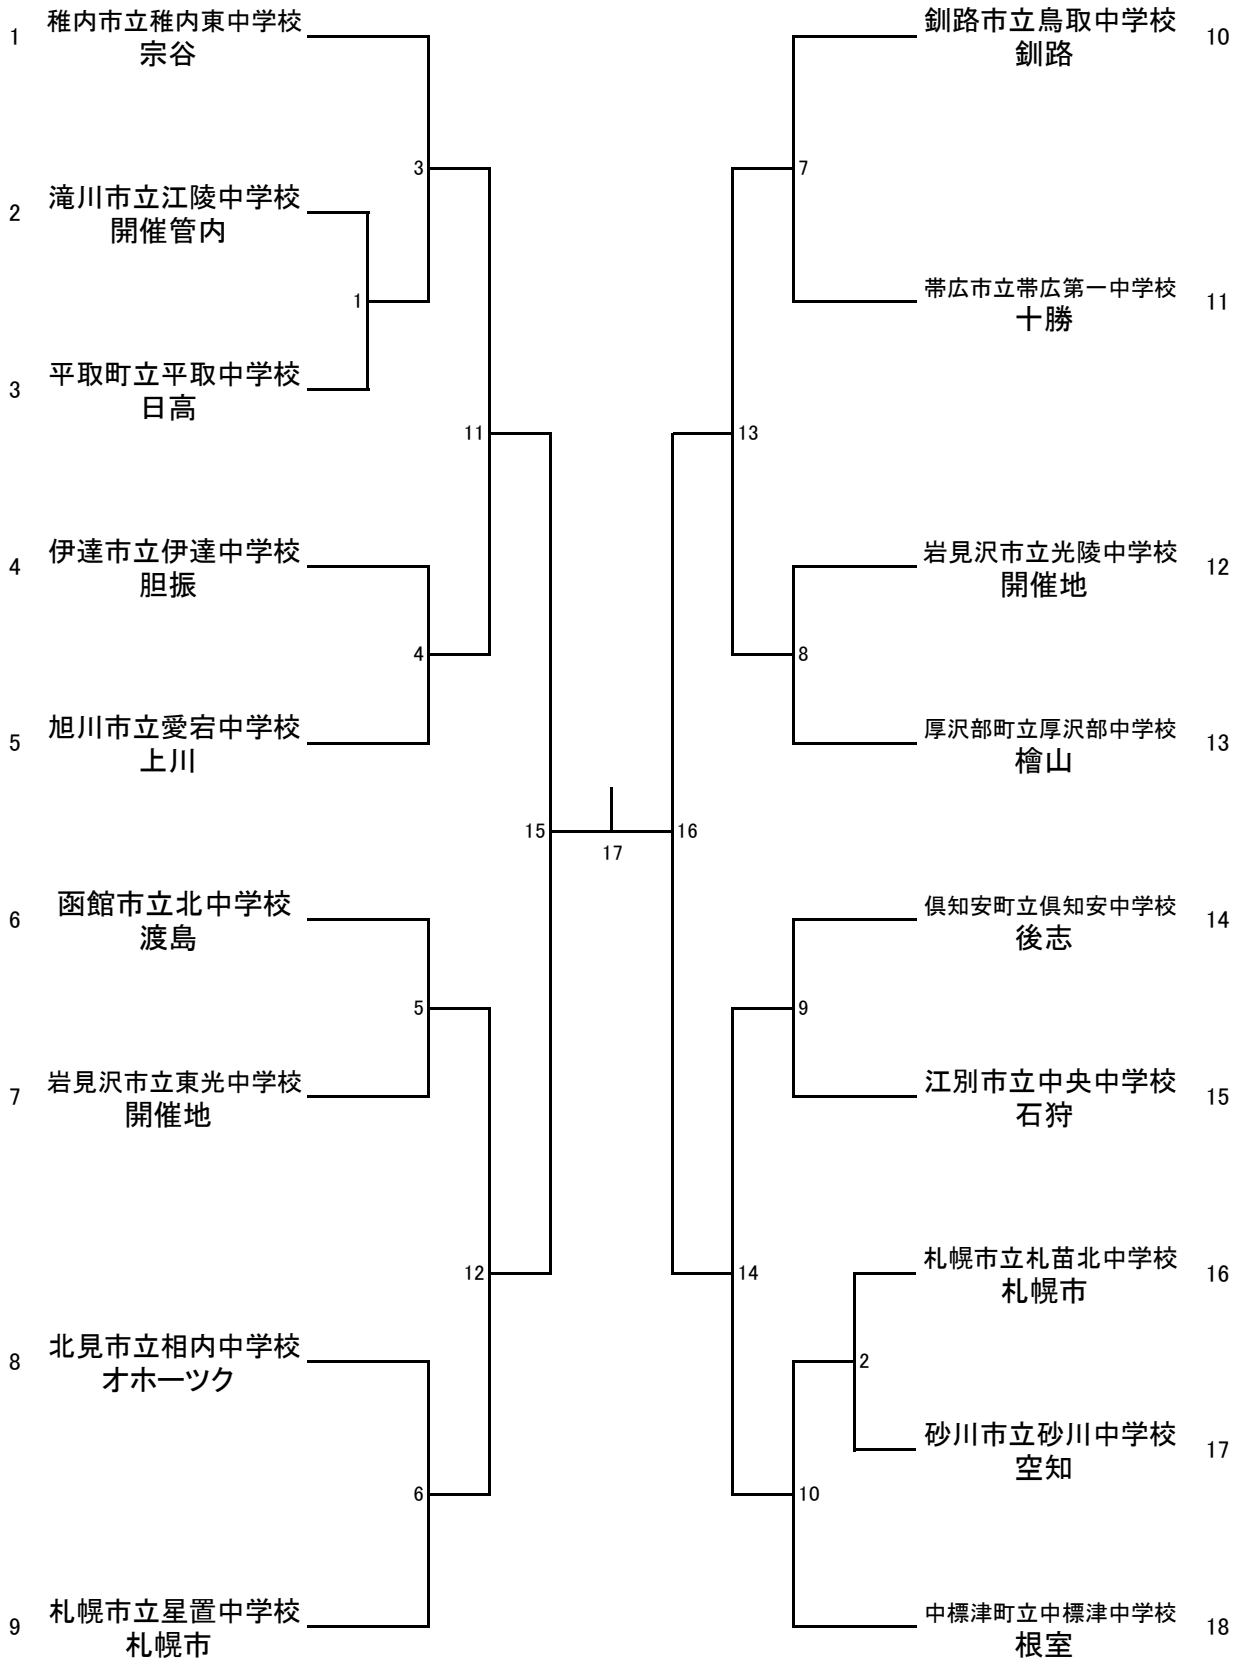 1 稚内市立稚内東中学校
宗谷
2 滝川市立江陵中学校
開催管内
3 平取町立平取中学校
日高
4 伊達市立伊達中学校
胆振
5 旭川市立愛宕中学校
上川
6 函館市立北中学校
渡島
7 岩見沢市立東光中学校
開催地
8 北見市立相内中学校
オホーツク
9 札幌市立星置中学校
札幌市
3
1
11
4
15
5
12
6
17
16
7
13
8
9
14
2
10
釧路市立鳥取中学校 10
釧路
帯広市立帯広第一中学校 11
十勝
岩見沢市立光陵中学校 12
開催地
厚沢部町立厚沢部中学校 13
檜山
倶知安町立倶知安中学校 14
後志
江別市立中央中学校 15
石狩
札幌市立札苗北中学校 16
札幌市
砂川市立砂川中学校 17
空知
中標津町立中標津中学校 18
根室